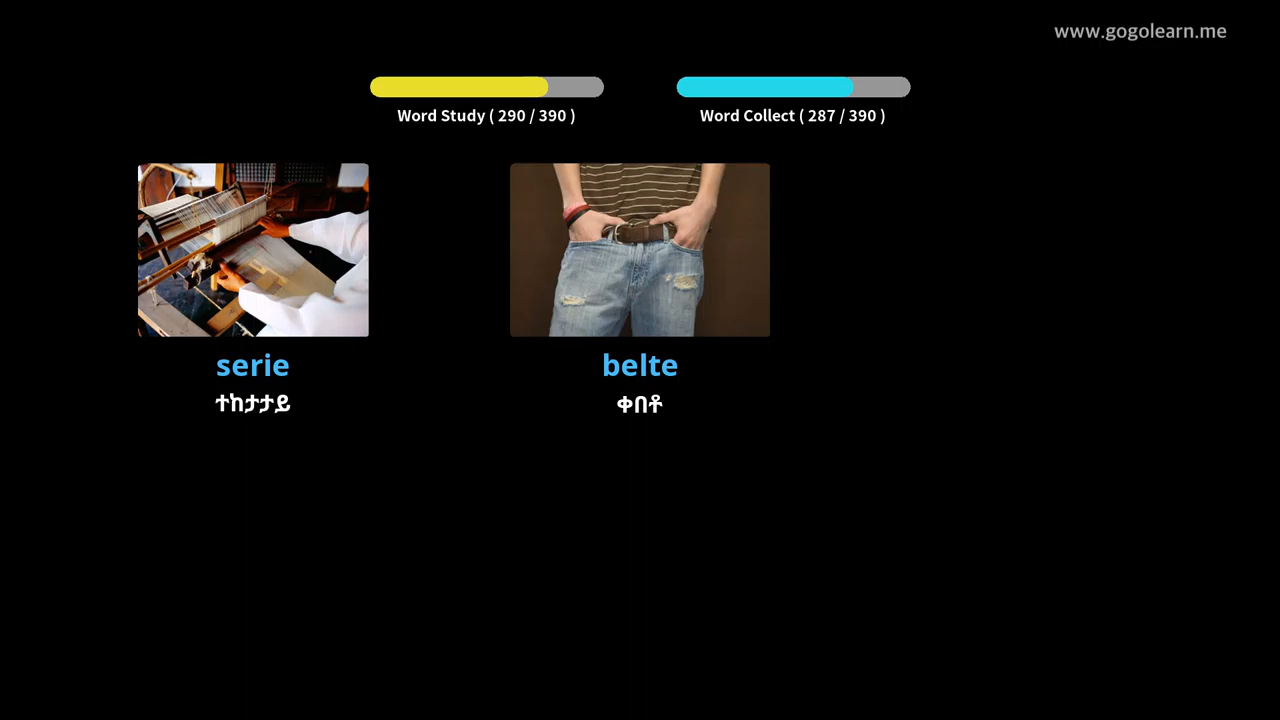 www.gogolearn.me
Word Study ( 290 / 390 )
Word Collect ( 287 / 390 )
serie
ተከታታይ
belte
ቀበቶ